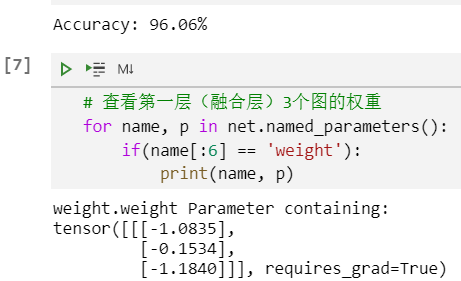 Accuracy: 96.06%
[7]
M↓
# 查看第一层（融合层）3个图的权重
for name, p in net.named_parameters():
    if(name[:6] == 'weight'):
        print(name, p)
weight.weight Parameter containing:
tensor([[[-1.0835],
         [-0.1534],
         [-1.1840]]], requires_grad=True)